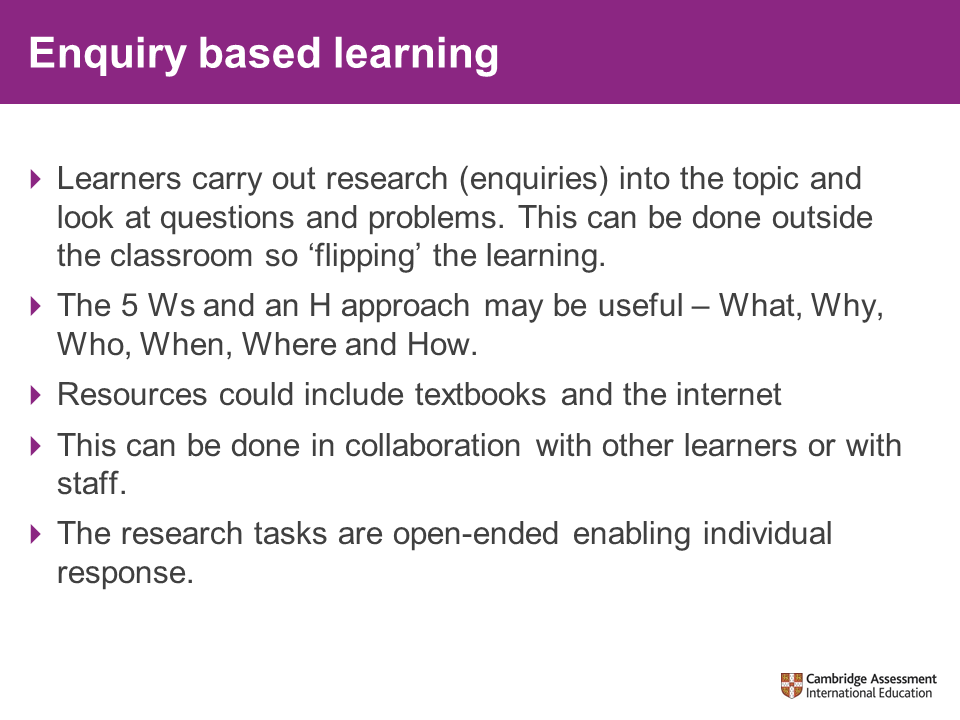 Enquiry based learning
Learners carry out research (enquiries) into the topic and
look at questions and problems. This can be done outside
the classroom so ‘flipping’ the learning.
The 5 Ws and an H approach may be useful – What, Why,
Who, When, Where and How.
Resources could include textbooks and the internet
This can be done in collaboration with other learners or with
staff.
The research tasks are open-ended enabling individual
response.
Cambridge Assessment
International Education